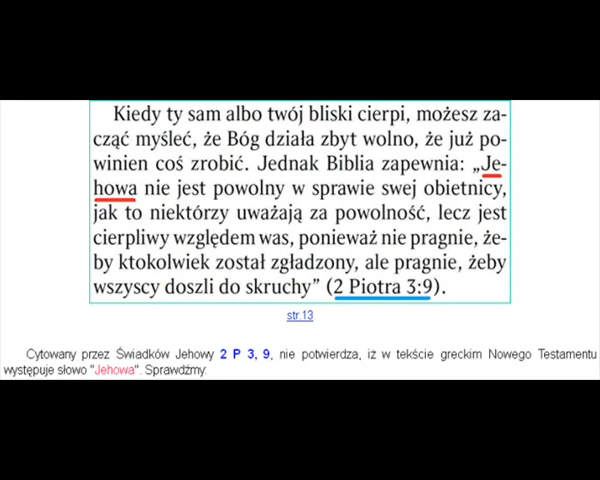 Kiedy ty sam albo twój bliski cierpi, możesz za-
cząć myśleć, że Bóg działa zbyt wolno, że już po-
winien coś zrobić. Jednak Biblia zapewnia: „Je-
howa nie jest powolny w sprawie swej obietnicy,
jak to niektórzy uważają za powolność, lecz jest
cierpliwy względem was, ponieważ nie pragnie, że-
by ktokolwiek został zgładzony, ale pragnie, żeby
wszyscy doszli do skruchy” (2 Piotra 3:9).
str.13
Cytowany przez Świadków Jehowy 2 P 3, 9, nie potwierdza, iż w tekście greckim Nowego Testamentu
występuje słowo "Jehowa". Sprawdźmy: